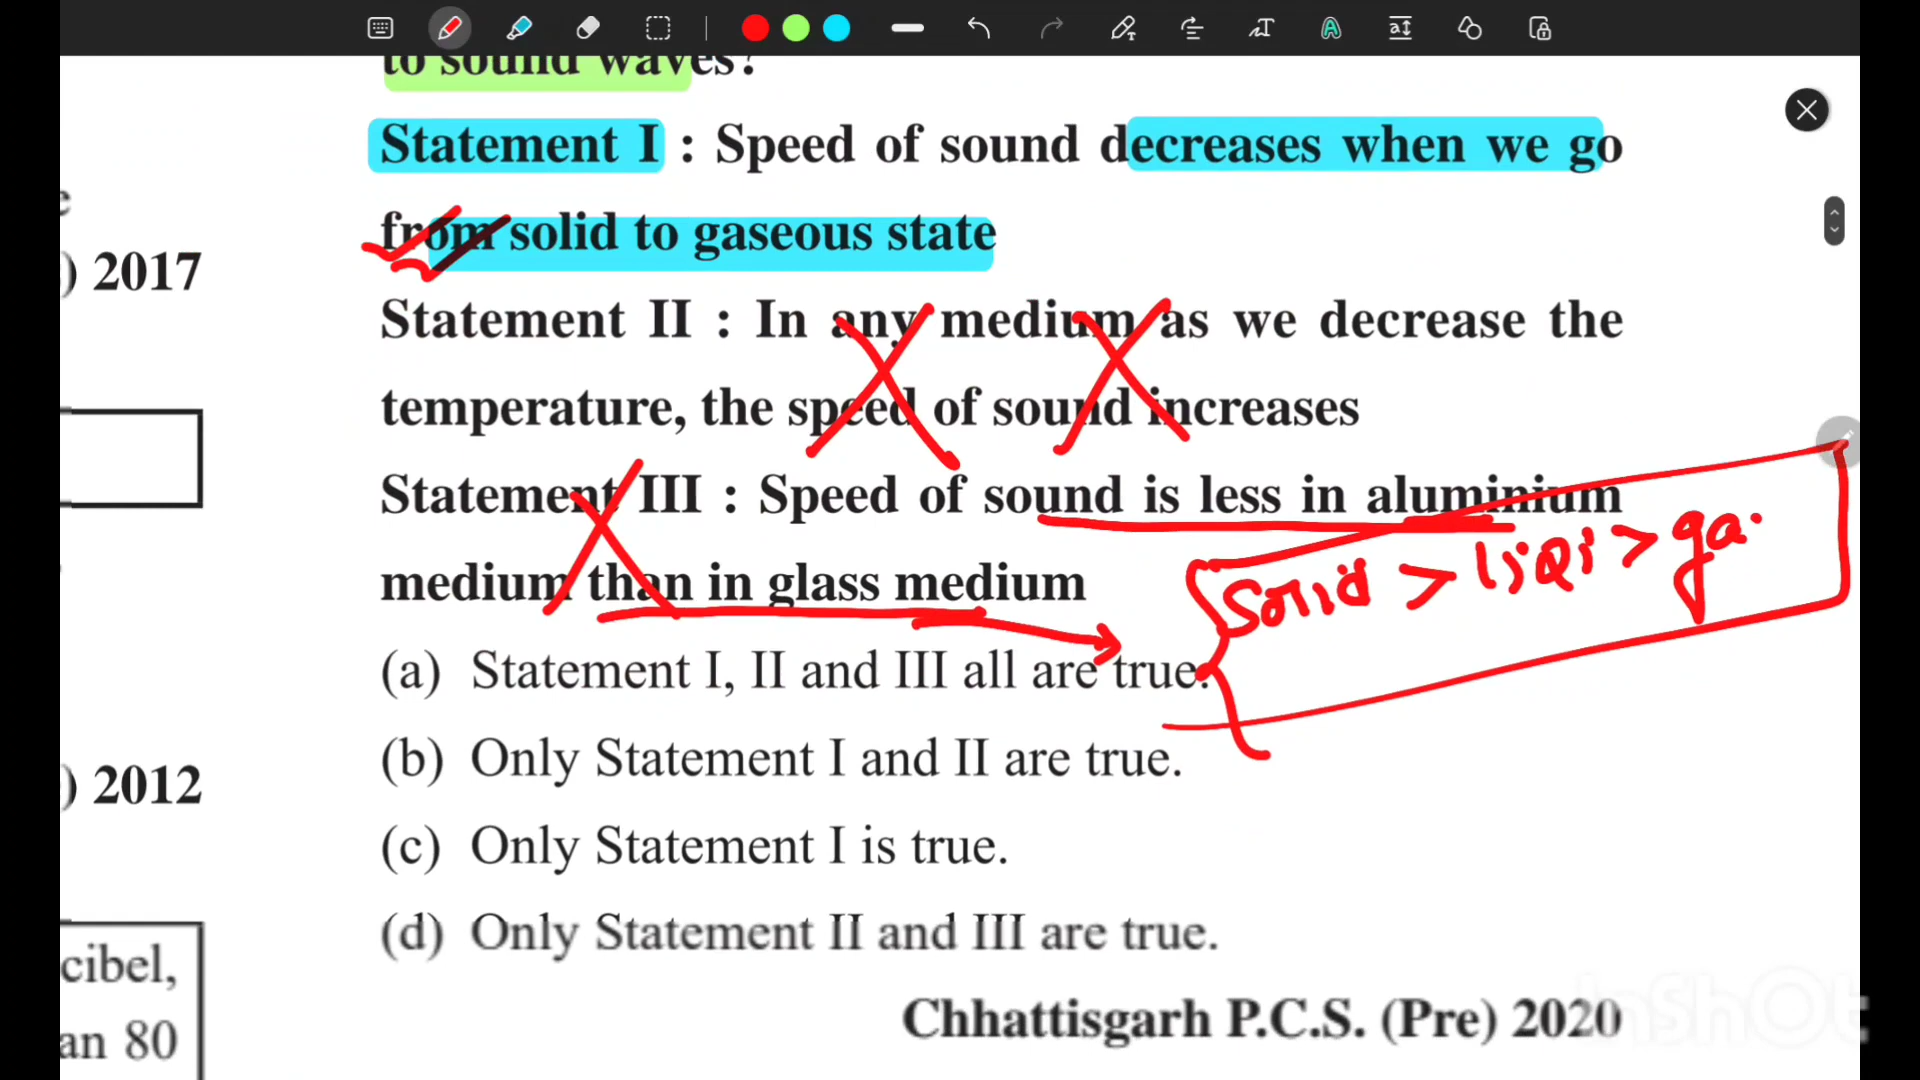 to sound waves?
Statement I : Speed of sound decreases when we go
from solid to gaseous state
Statement II : In any medium as we decrease the
temperature, the speed of sound increases
Statement III : Speed of sound is less in aluminium
medium than in glass medium
Solid > liqi > ga.
(a) Statement I, II and III all are true.
(b) Only Statement I and II are true.
(c) Only Statement I is true.
(d) Only Statement II and III are true.
Chhattisgarh P.C.S. (Pre) 2020
e
) 2017
) 2012
cibel,
an 80
InShOt